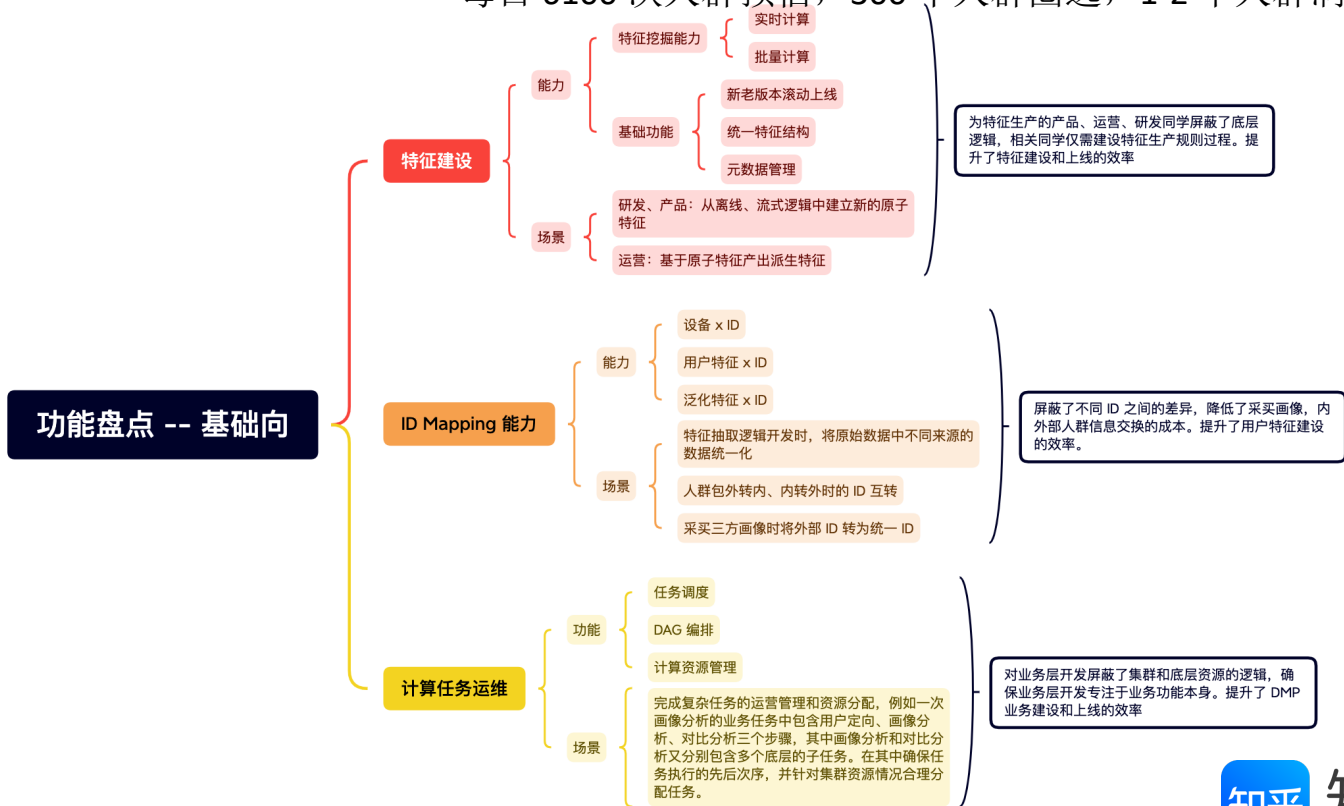 实时计算
特征挖掘能力
批量计算
能力
新老版本滚动上线
基础功能
统一特征结构
元数据管理
特征建设
研发、产品：从离线、流式逻辑中建立新的原子
特征
场景
运营：基于原子特征产出派生特征
为特征生产的产品、运营、研发同学屏蔽了底层
逻辑，相关同学仅需建设特征生产规则过程。提
升了特征建设和上线的效率
功能盘点 -- 基础向
ID Mapping 能力
能力
设备 x ID
用户特征 x ID
泛化特征 x ID
场景
特征抽取逻辑开发时，将原始数据中不同来源的
数据统一化
人群包外转内、内转外时的 ID 互转
采买三方画像时将外部 ID 转为统一 ID
屏蔽了不同 ID 之间的差异，降低了采买画像，内
外部人群信息交换的成本。提升了用户特征建设
的效率。
计算任务运维
功能
任务调度
DAG 编排
计算资源管理
场景
完成复杂任务的运营管理和资源分配，例如一次
画像分析的业务任务中包含用户定向、画像分
析、对比分析三个步骤，其中画像分析和对比分
析又分别包含多个底层的子任务。在其中确保任
务执行的先后次序，并针对集群资源情况合理分
配任务。
对业务层开发屏蔽了集群和底层资源的逻辑，确
保业务层开发专注于业务功能本身。提升了 DMP
业务建设和上线的效率
知乎